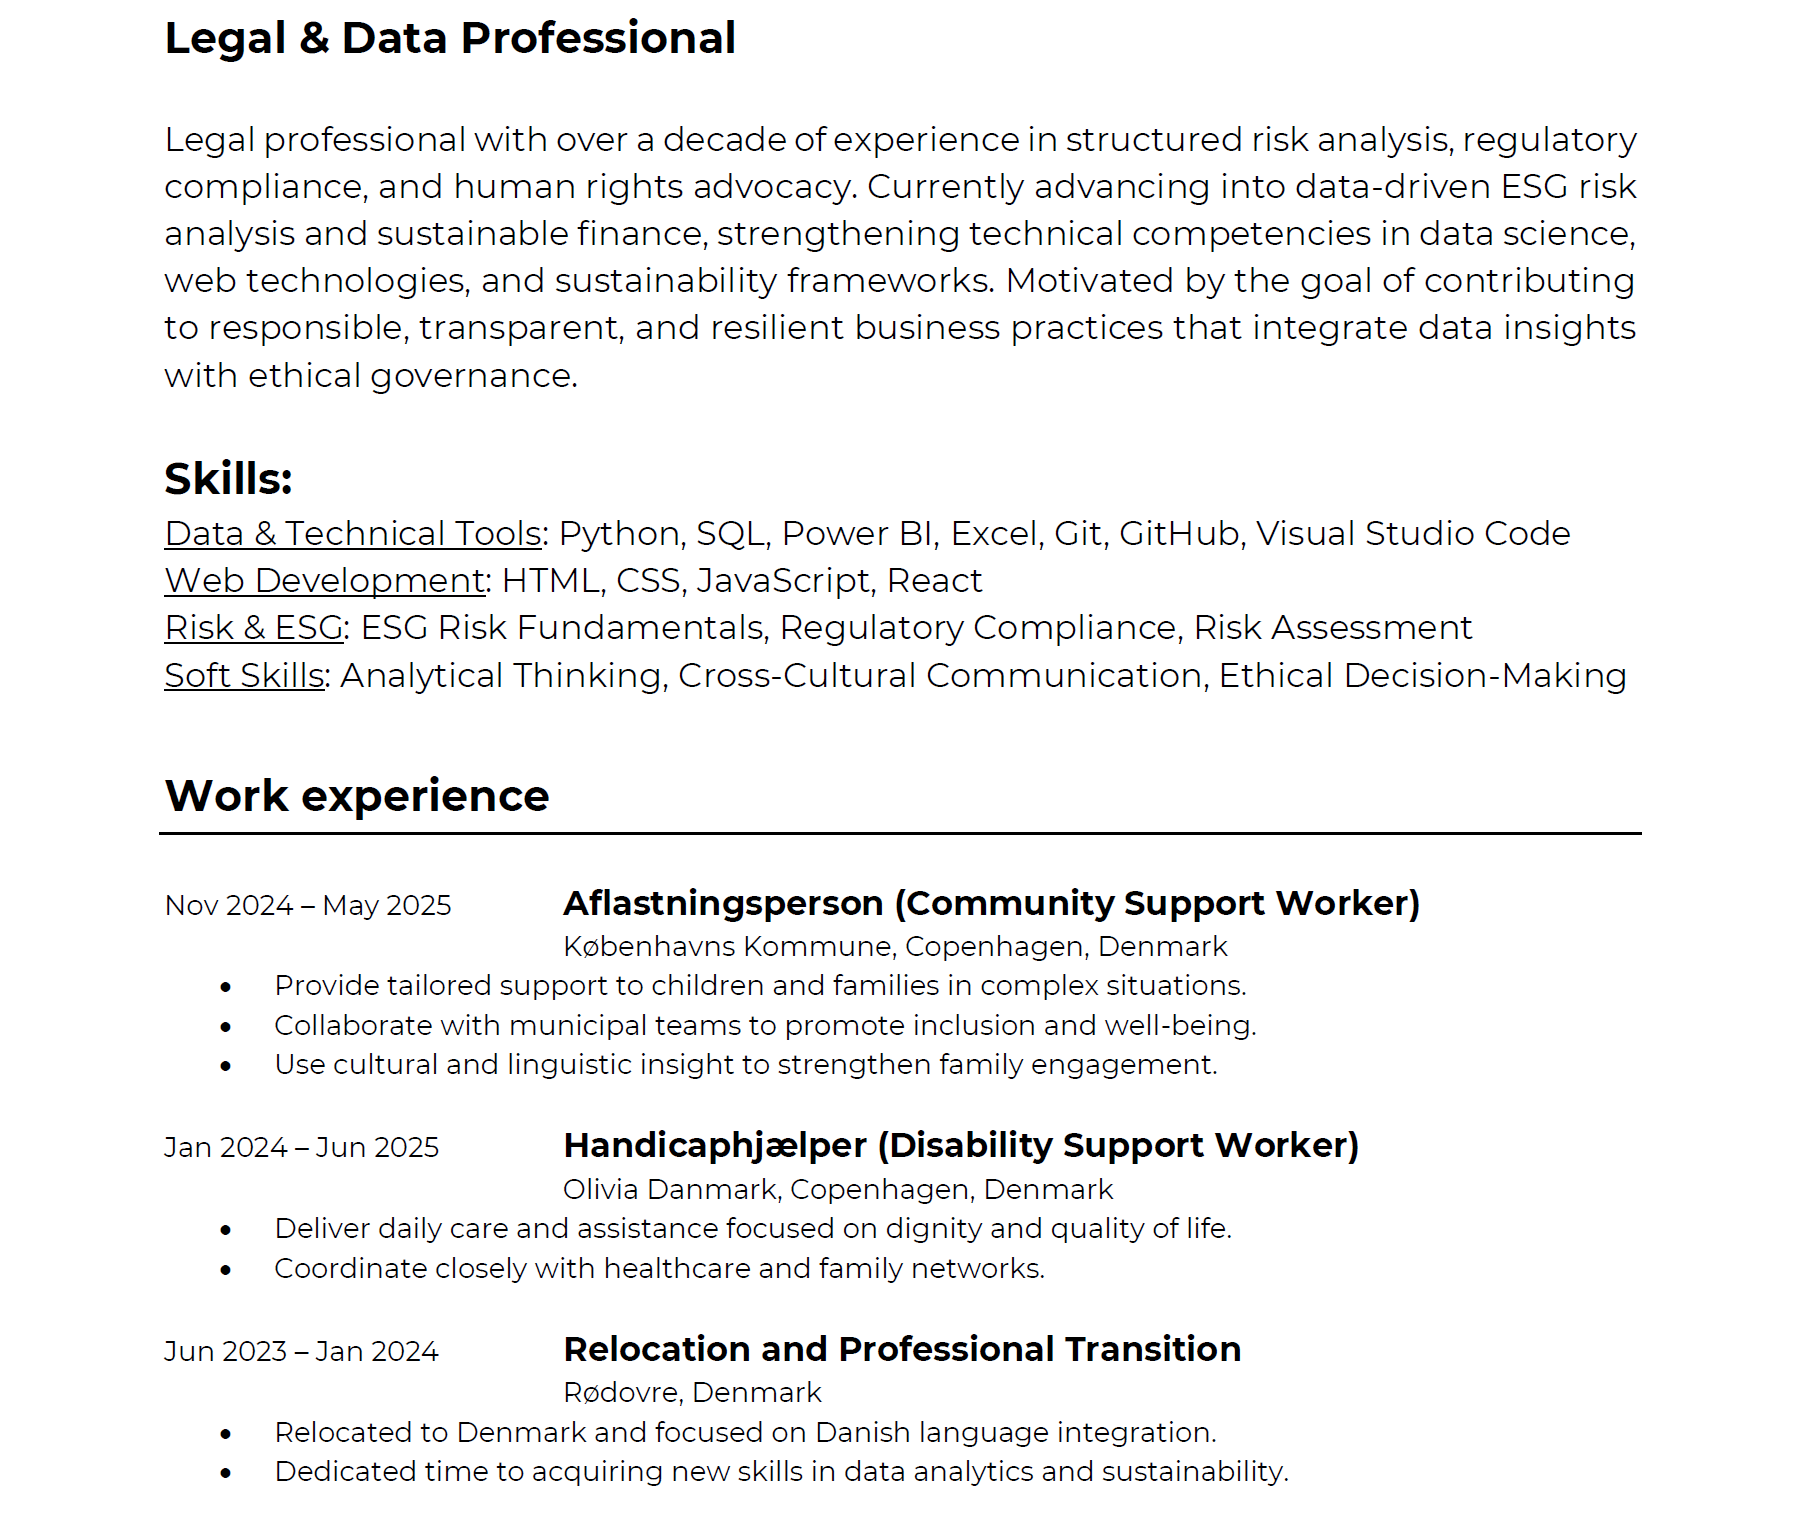 Legal & Data Professional
Legal professional with over a decade of experience in structured risk analysis, regulatory
compliance, and human rights advocacy. Currently advancing into data-driven ESG risk
analysis and sustainable finance, strengthening technical competencies in data science,
web technologies, and sustainability frameworks. Motivated by the goal of contributing
to responsible, transparent, and resilient business practices that integrate data insights
with ethical governance.
Skills:
Data & Technical Tools: Python, SQL, Power BI, Excel, Git, GitHub, Visual Studio Code
Web Development: HTML, CSS, JavaScript, React
Risk & ESG: ESG Risk Fundamentals, Regulatory Compliance, Risk Assessment
Soft Skills: Analytical Thinking, Cross-Cultural Communication, Ethical Decision-Making
Work experience
Nov 2024 – May 2025 Aflastningsperson (Community Support Worker)
Københavns Kommune, Copenhagen, Denmark
• Provide tailored support to children and families in complex situations.
• Collaborate with municipal teams to promote inclusion and well-being.
• Use cultural and linguistic insight to strengthen family engagement.
Jan 2024 – Jun 2025 Handicaphjælper (Disability Support Worker)
Olivia Danmark, Copenhagen, Denmark
• Deliver daily care and assistance focused on dignity and quality of life.
• Coordinate closely with healthcare and family networks.
Jun 2023 – Jan 2024 Relocation and Professional Transition
Rødovre, Denmark
• Relocated to Denmark and focused on Danish language integration.
• Dedicated time to acquiring new skills in data analytics and sustainability.